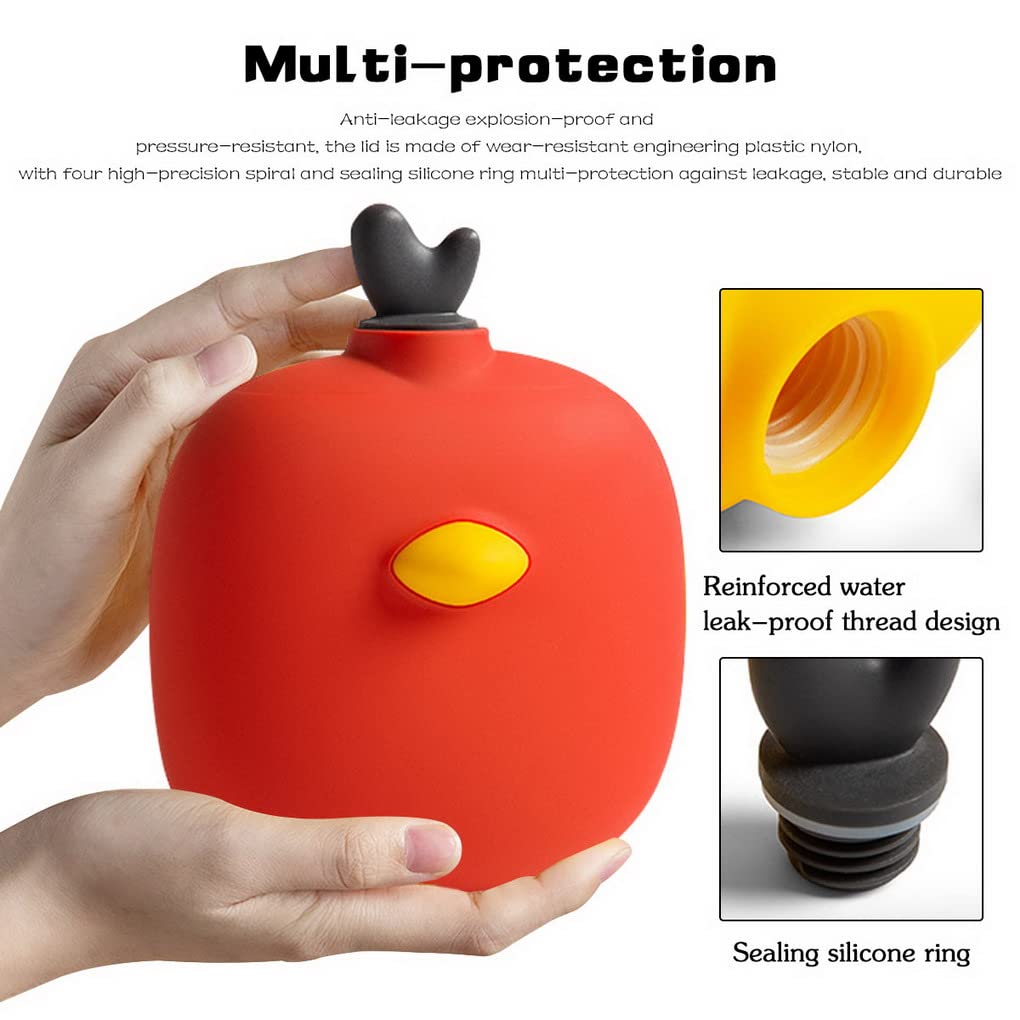 Multi-protection
Anti-leakage explosion-proof and
pressure-resistant, the lid is made of wear-resistant engineering plastic nylon,
with four high-precision spiral and sealing silicone ring multi-protection against leakage, stable and durable
Reinforced water
leak-proof thread design
Sealing silicone ring